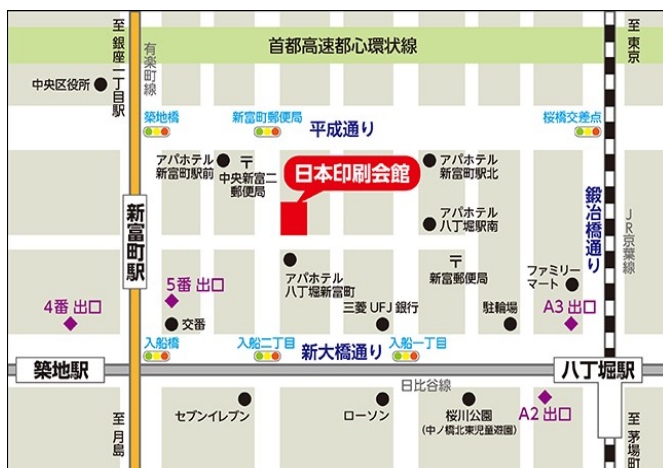 至銀座一丁目駅
有楽町線
首都高速都心環状線
至東京
中央区役所
築地橋
新富町郵便局
平成通り
桜橋交差点
アパホテル
新富町駅前
〒
中央新富二
郵便局
日本印刷会館
アパホテル
新富町駅北
アパホテル
八丁堀駅南
新富町駅
鍛冶橋通り
JR京葉線
アパホテル
八丁堀新富町
〒
新富郵便局
ファミリー
マート
5番 出口
4番 出口
交番
三菱UFJ銀行
駐輪場
A3 出口
入船橋
入船二丁目
新大橋通り
入船一丁目
築地駅
八丁堀駅
日比谷線
セブンイレブン
ローソン
桜川公園
(中ノ橋北東児童遊園)
A2 出口
至月島
至茅場町